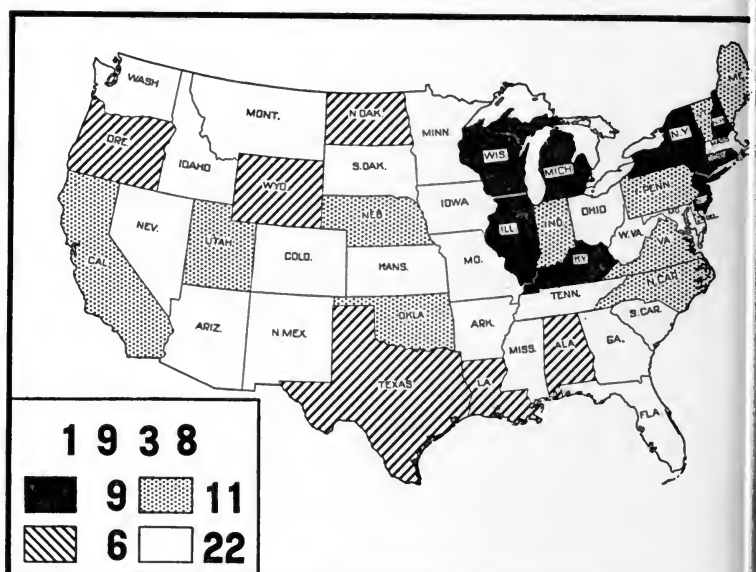 WASH
ORE.
IDAHO
MONT.
N.DAK.
S.DAK.
WYO.
NEV.
UTAH
CAL.
ARIZ.
COLO.
N.MEX.
NEB
KANS.
OKLA
TEXAS
MINN.
IOWA
MO.
ARK.
LA.
WIS
ILL
MICH
IND.
OHIO
KY
TENN.
MISS.
ALA.
GA.
FLA
S.CAR.
N.CAR
VA
W.VA.
PENN.
N.Y
ME.
MASS
DEL.
1938
9 11
6 22